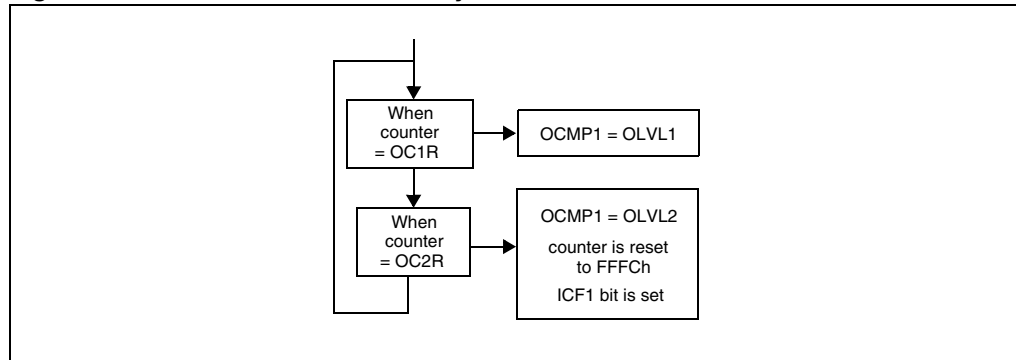 When
counter
= OC1R
OCMP1 = OLVL1
When
counter
= OC2R
OCMP1 = OLVL2
counter is reset
to FFFCh
ICF1 bit is set